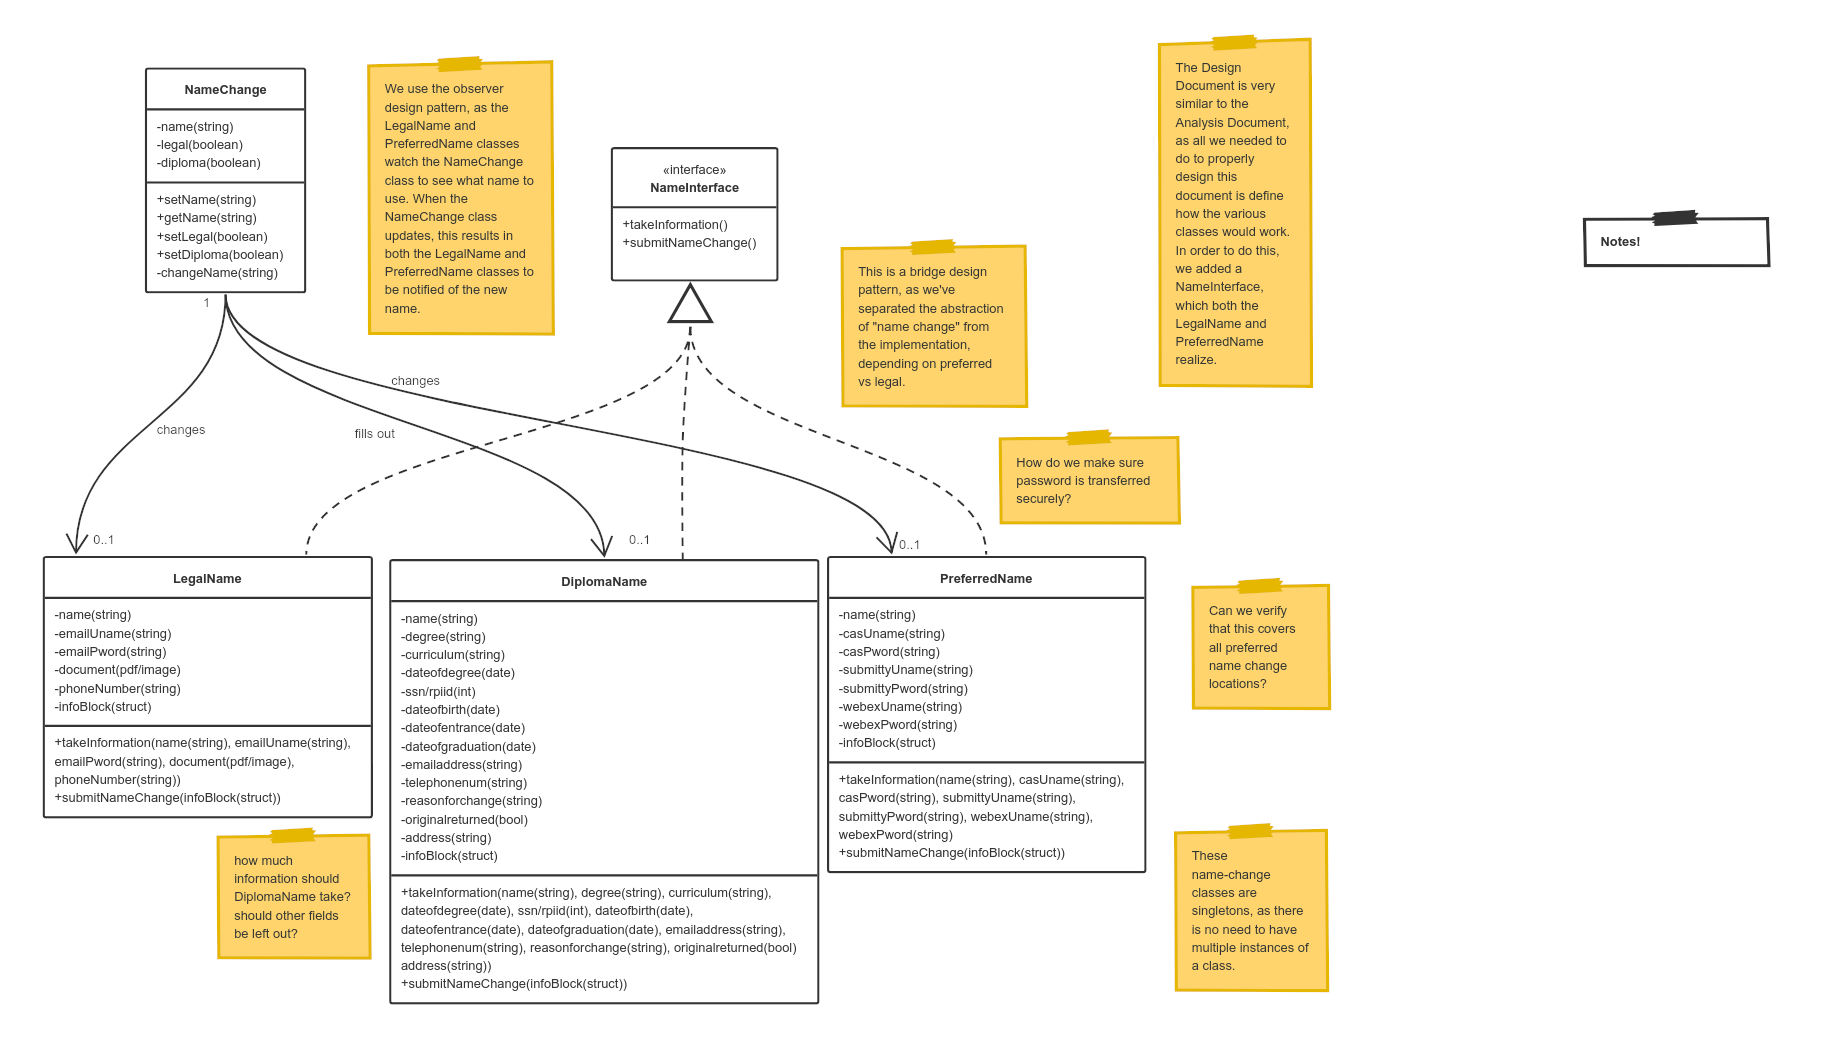 NameChange
-name(string)
-legal(boolean)
-diploma(boolean)
+setName(string)
+getName(string)
+setLegal(boolean)
+setDiploma(boolean)
-changeName(string)
We use the observer
design pattern, as the
LegalName and
PreferredName classes
watch the NameChange
class to see what name to
use. When the
NameChange class
updates, this results in
both the LegalName and
PreferredName classes to
be notified of the new
name.
«interface»
NameInterface
+takeInformation()
+submitNameChange()
This is a bridge design
pattern, as we've
separated the abstraction
of "name change" from
the implementation,
depending on preferred
vs legal.
The Design
Document is very
similar to the
Analysis Document,
as all we needed to
do to properly
design this
document is define
how the various
classes would work.
In order to do this,
we added a
NameInterface,
which both the
LegalName and
PreferredName
realize.
Notes!
1
changes
changes
fills out
How do we make sure
password is transferred
securely?
0..1
0..1
0..1
LegalName
-name(string)
-emailUname(string)
-emailPword(string)
-document(pdf/image)
-phoneNumber(string)
-infoBlock(struct)
+takeInformation(name(string), emailUname(string),
emailPword(string), document(pdf/image),
phoneNumber(string))
+submitNameChange(infoBlock(struct))
DiplomaName
-name(string)
-degree(string)
-curriculum(string)
-dateofdegree(date)
-ssn/rpiid(int)
-dateofbirth(date)
-dateofentrance(date)
-dateofgraduation(date)
-emailaddress(string)
-telephonenum(string)
-reasonforchange(string)
-originalreturned(bool)
-address(string)
-infoBlock(struct)
+takeInformation(name(string), degree(string), curriculum(string),
dateofdegree(date), ssn/rpiid(int), dateofbirth(date),
dateofentrance(date), dateofgraduation(date), emailaddress(string),
telephonenum(string), reasonforchange(string), originalreturned(bool)
address(string))
+submitNameChange(infoBlock(struct))
PreferredName
-name(string)
-casUname(string)
-casPword(string)
-submittyUname(string)
-submittyPword(string)
-webexUname(string)
-webexPword(string)
-infoBlock(struct)
+takeInformation(name(string), casUname(string),
casPword(string), submittyUname(string),
submittyPword(string), webexUname(string),
webexPword(string)
+submitNameChange(infoBlock(struct))
Can we verify
that this covers
all preferred
name change
locations?
how much
information should
DiplomaName take?
should other fields
be left out?
These
name-change
classes are
singletons, as there
is no need to have
multiple instances of
a class.